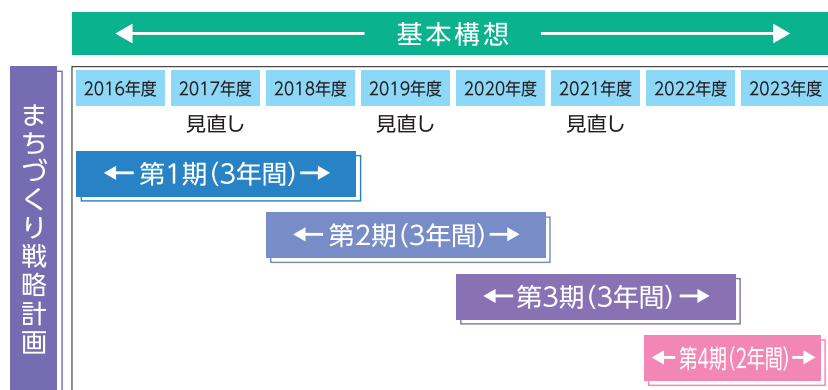 基本構想
まちづくり戦略計画
2016年度 2017年度 2018年度 2019年度 2020年度 2021年度 2022年度 2023年度
見直し 見直し 見直し
第1期(3年間)
第2期(3年間)
第3期(3年間)
第4期(2年間)